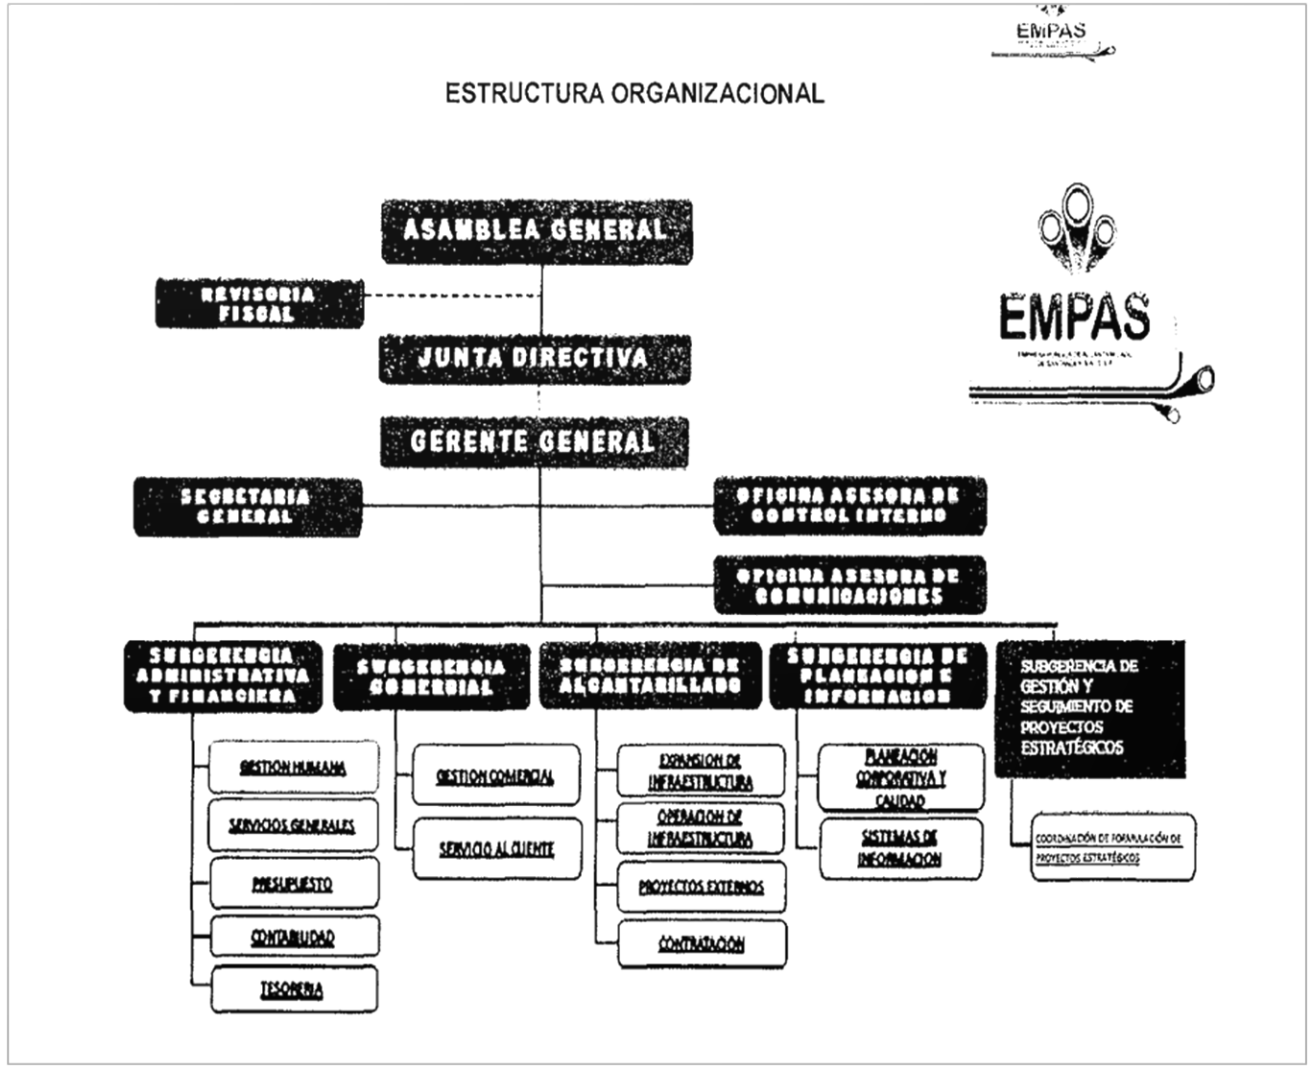 EMPAS
ESTRUCTURA ORGANIZACIONAL
ASAMBLEA GENERAL
REVISORIA
FISCAL
JUNTA DIRECTIVA
GERENTE GENERAL
EMPAS
SECRETARIA
GENERAL
OFICINA ASESORA DE
CONTROL INTERNO
OFICINA ASESORA DE
COMUNICACIONES
SUBGERENCIA
ADMINISTRATIVA
Y FINANCIERA
SUBGERENCIA
COMERCIAL
SUBGERENCIA DE
ALCANTARILLADO
SUBGERENCIA DE
PLANEACION E
INFORMACION
SUBGERENCIA DE
GESTIÓN Y
SEGUIMIENTO DE
PROYECTOS
ESTRATÉGICOS
GESTION HUMANA
SERVICIOS GENERALES
PRESUPUESTO
CONTABILIDAD
TESORERIA
GESTION COMERCIAL
SERVICIO AL CLIENTE
EXPANSION DE
INFRAESTRUCTURA
OPERACION DE
INFRAESTRUCTURA
PROYECTOS EXTERNOS
CONTRATACIÓN
PLANEACION
CORPORATIVA Y
CALIDAD
SISTEMAS DE
INFORMACION
COORDINACIÓN DE FORMULACIÓN DE
PROYECTOS ESTRATÉGICOS